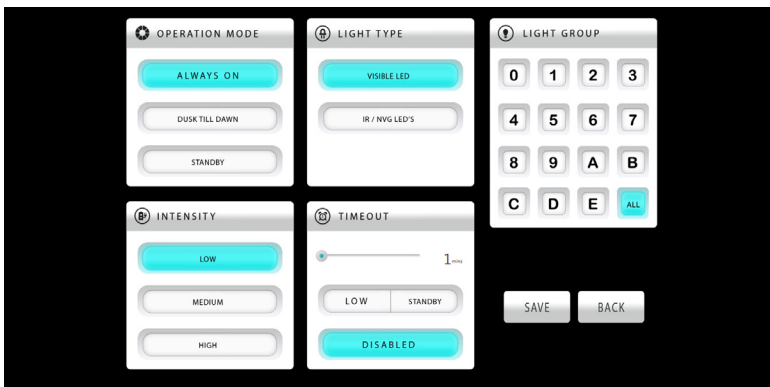 OPERATION MODE
ALWAYS ON
DUSK TILL DAWN
STANDBY
LIGHT TYPE
VISIBLE LED
IR / NVG LED'S
LIGHT GROUP
0 1 2 3
4 5 6 7
8 9 A B
C D E ALL
INTENSITY
LOW
MEDIUM
HIGH
TIMEOUT
1 mins
LOW STANDBY
DISABLED
SAVE BACK